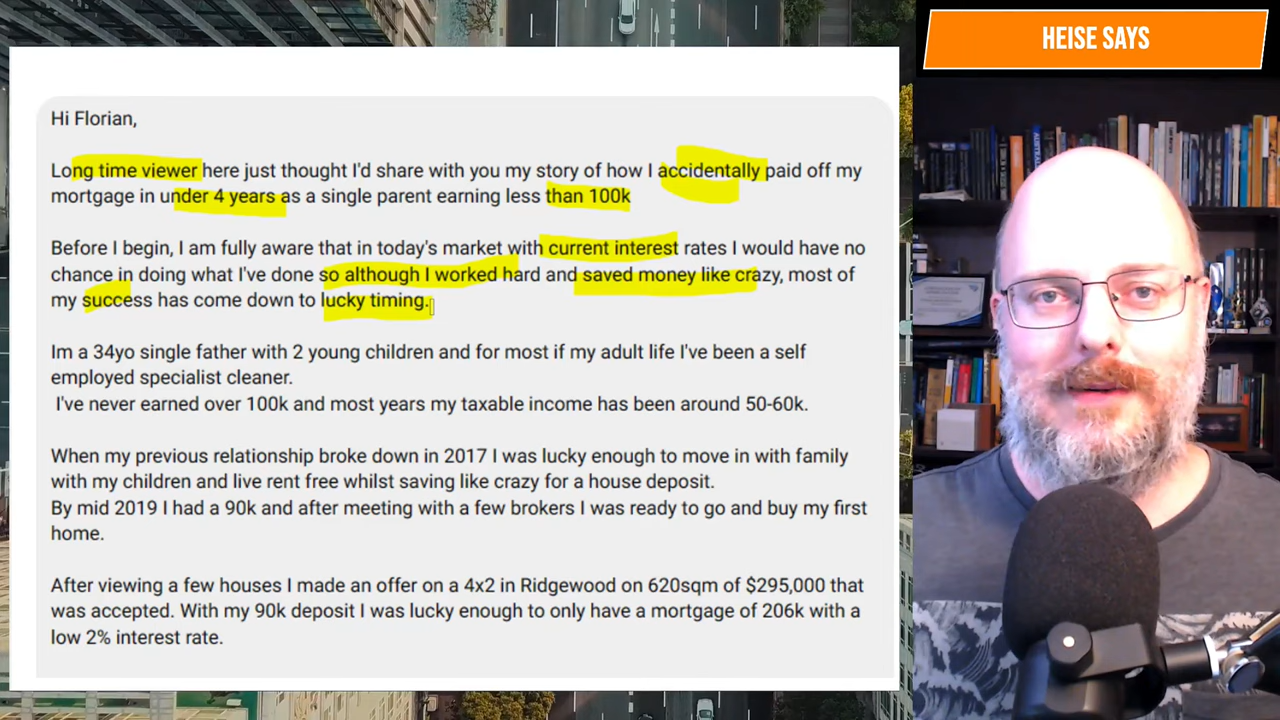 HEISE SAYS
Hi Florian,
Long time viewer here just thought I'd share with you my story of how I accidentally paid off my
mortgage in under 4 years as a single parent earning less than 100k
Before I begin, I am fully aware that in today's market with current interest rates I would have no
chance in doing what I've done so although I worked hard and saved money like crazy, most of
my success has come down to lucky timing.
Im a 34yo single father with 2 young children and for most if my adult life I've been a self
employed specialist cleaner.
I've never earned over 100k and most years my taxable income has been around 50-60k.
When my previous relationship broke down in 2017 I was lucky enough to move in with family
with my children and live rent free whilst saving like crazy for a house deposit.
By mid 2019 I had a 90k and after meeting with a few brokers I was ready to go and buy my first
home.
After viewing a few houses I made an offer on a 4x2 in Ridgewood on 620sqm of $295,000 that
was accepted. With my 90k deposit I was lucky enough to only have a mortgage of 206k with a
low 2% interest rate.